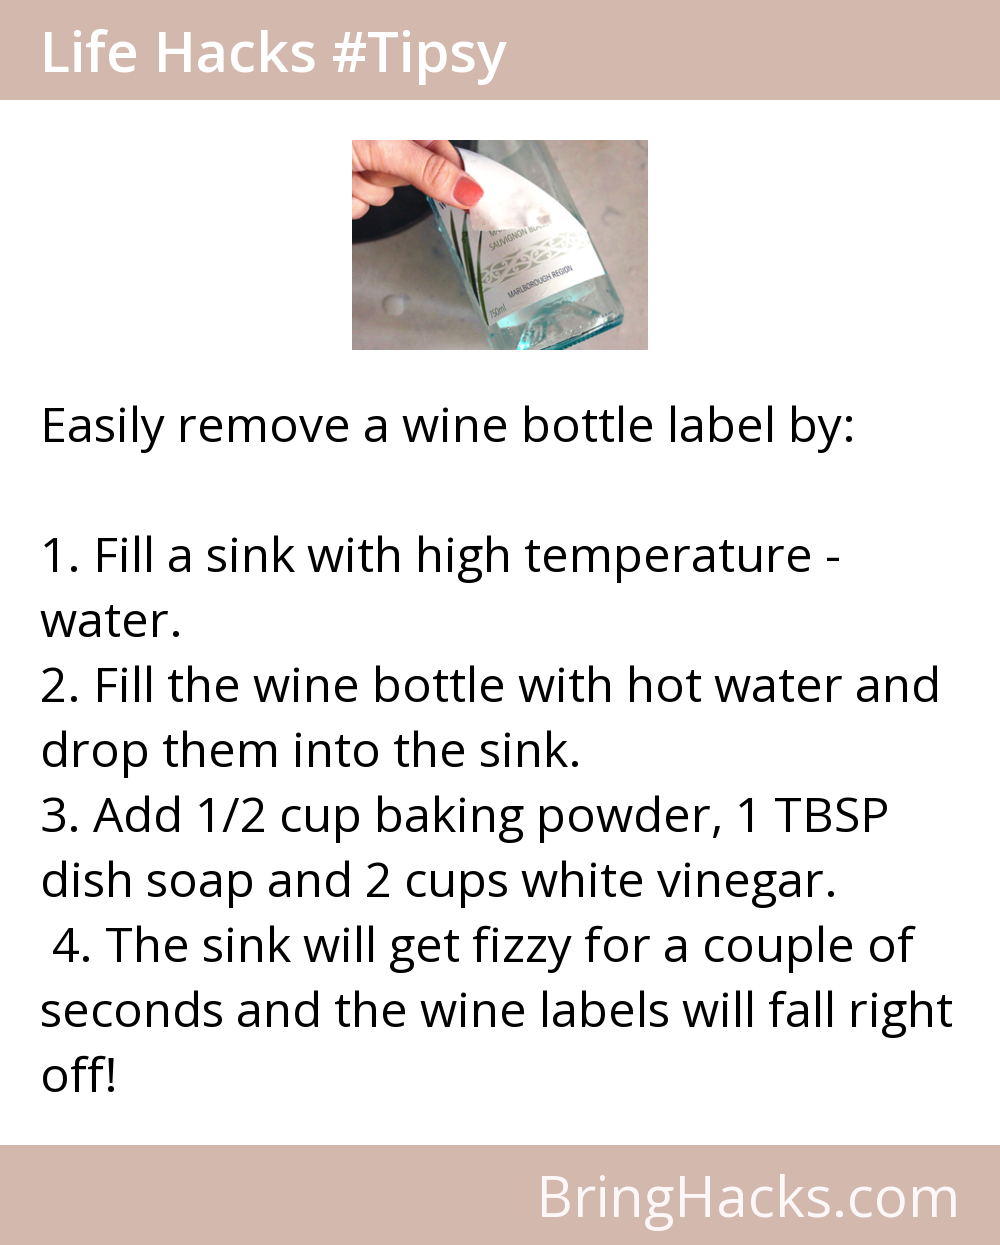 Life Hacks #Tipsy
SAUVIGNON
MARLBOROUGH REGION
750ml
Easily remove a wine bottle label by:
1. Fill a sink with high temperature -
water.
2. Fill the wine bottle with hot water and
drop them into the sink.
3. Add 1/2 cup baking powder, 1 TBSP
dish soap and 2 cups white vinegar.
4. The sink will get fizzy for a couple of
seconds and the wine labels will fall right
off!
BringHacks.com